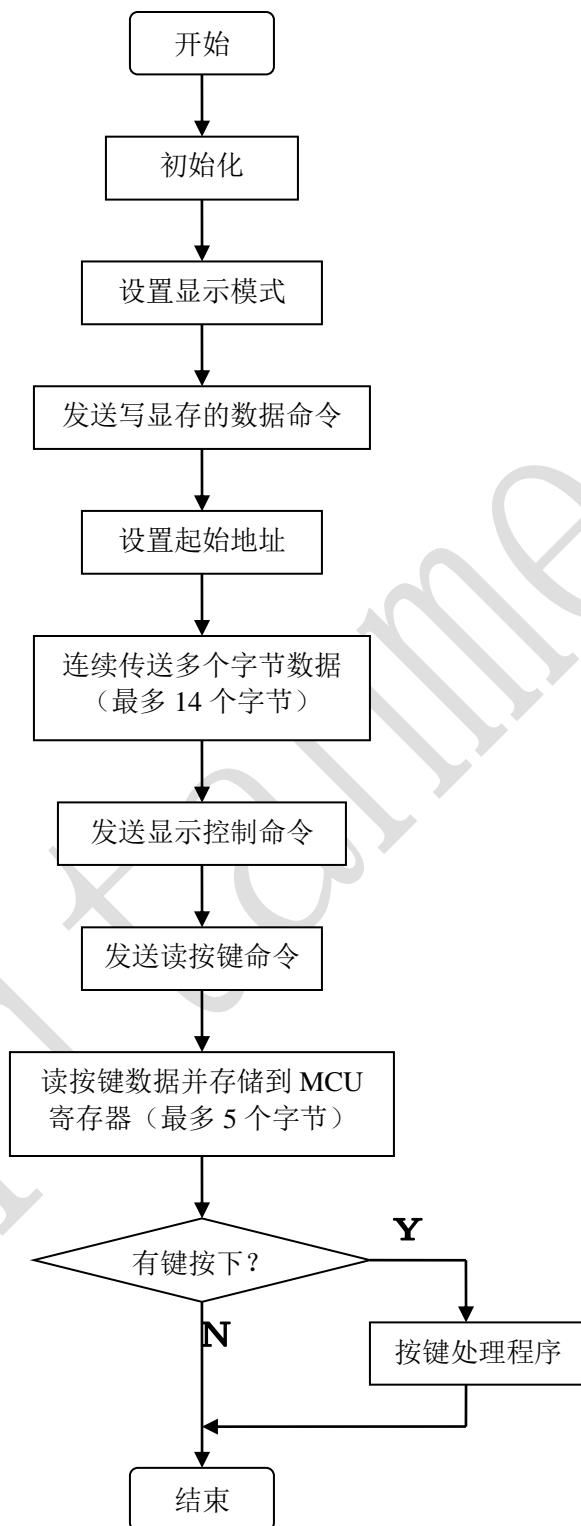 开始
初始化
设置显示模式
发送写显存的数据命令
设置起始地址
连续传送多个字节数据
（最多 14 个字节）
发送显示控制命令
发送读按键命令
读按键数据并存储到 MCU
寄存器（最多 5 个字节）
有键按下？
Y
N
按键处理程序
结束